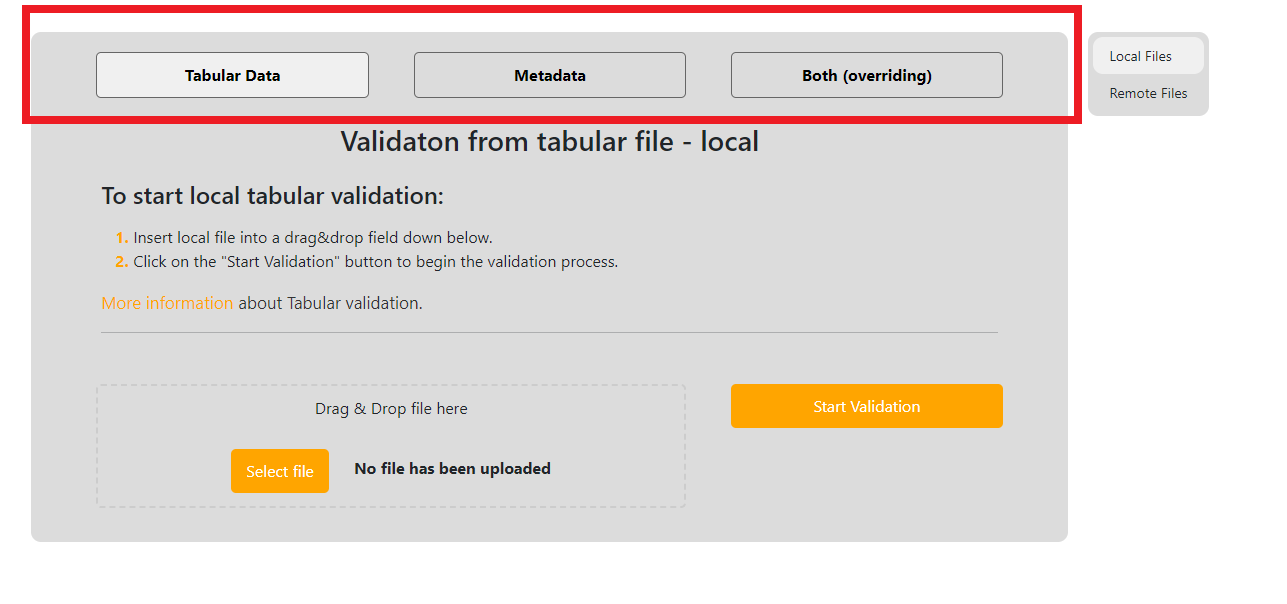 Tabular Data
Metadata
Both (overriding)
Local Files
Remote Files
Validaton from tabular file - local
To start local tabular validation:
1. Insert local file into a drag&drop field down below.
2. Click on the "Start Validation" button to begin the validation process.
More information about Tabular validation.
Drag & Drop file here
Start Validation
Select file
No file has been uploaded